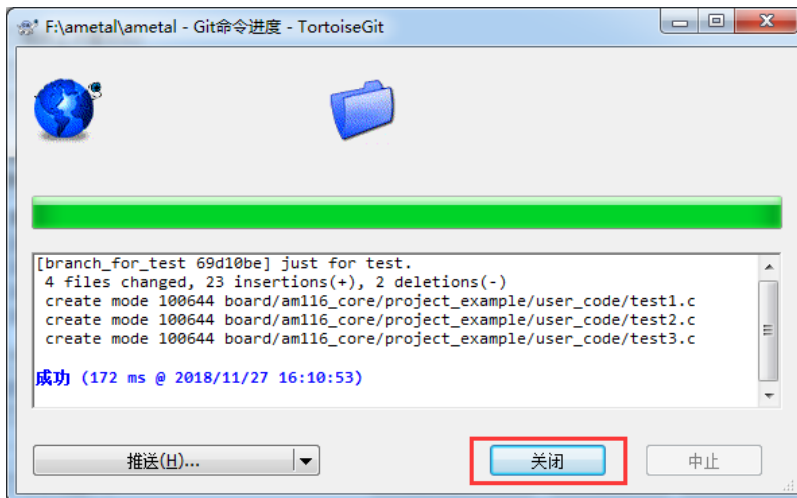 F:\ametal\ametal - Git命令进度 - TortoiseGit
[branch_for_test 69d10be] just for test.
4 files changed, 23 insertions(+), 2 deletions(-)
create mode 100644 board/am116_core/project_example/user_code/test1.c
create mode 100644 board/am116_core/project_example/user_code/test2.c
create mode 100644 board/am116_core/project_example/user_code/test3.c
成功 (172 ms @ 2018/11/27 16:10:53)
推送(H)... 关闭 中止